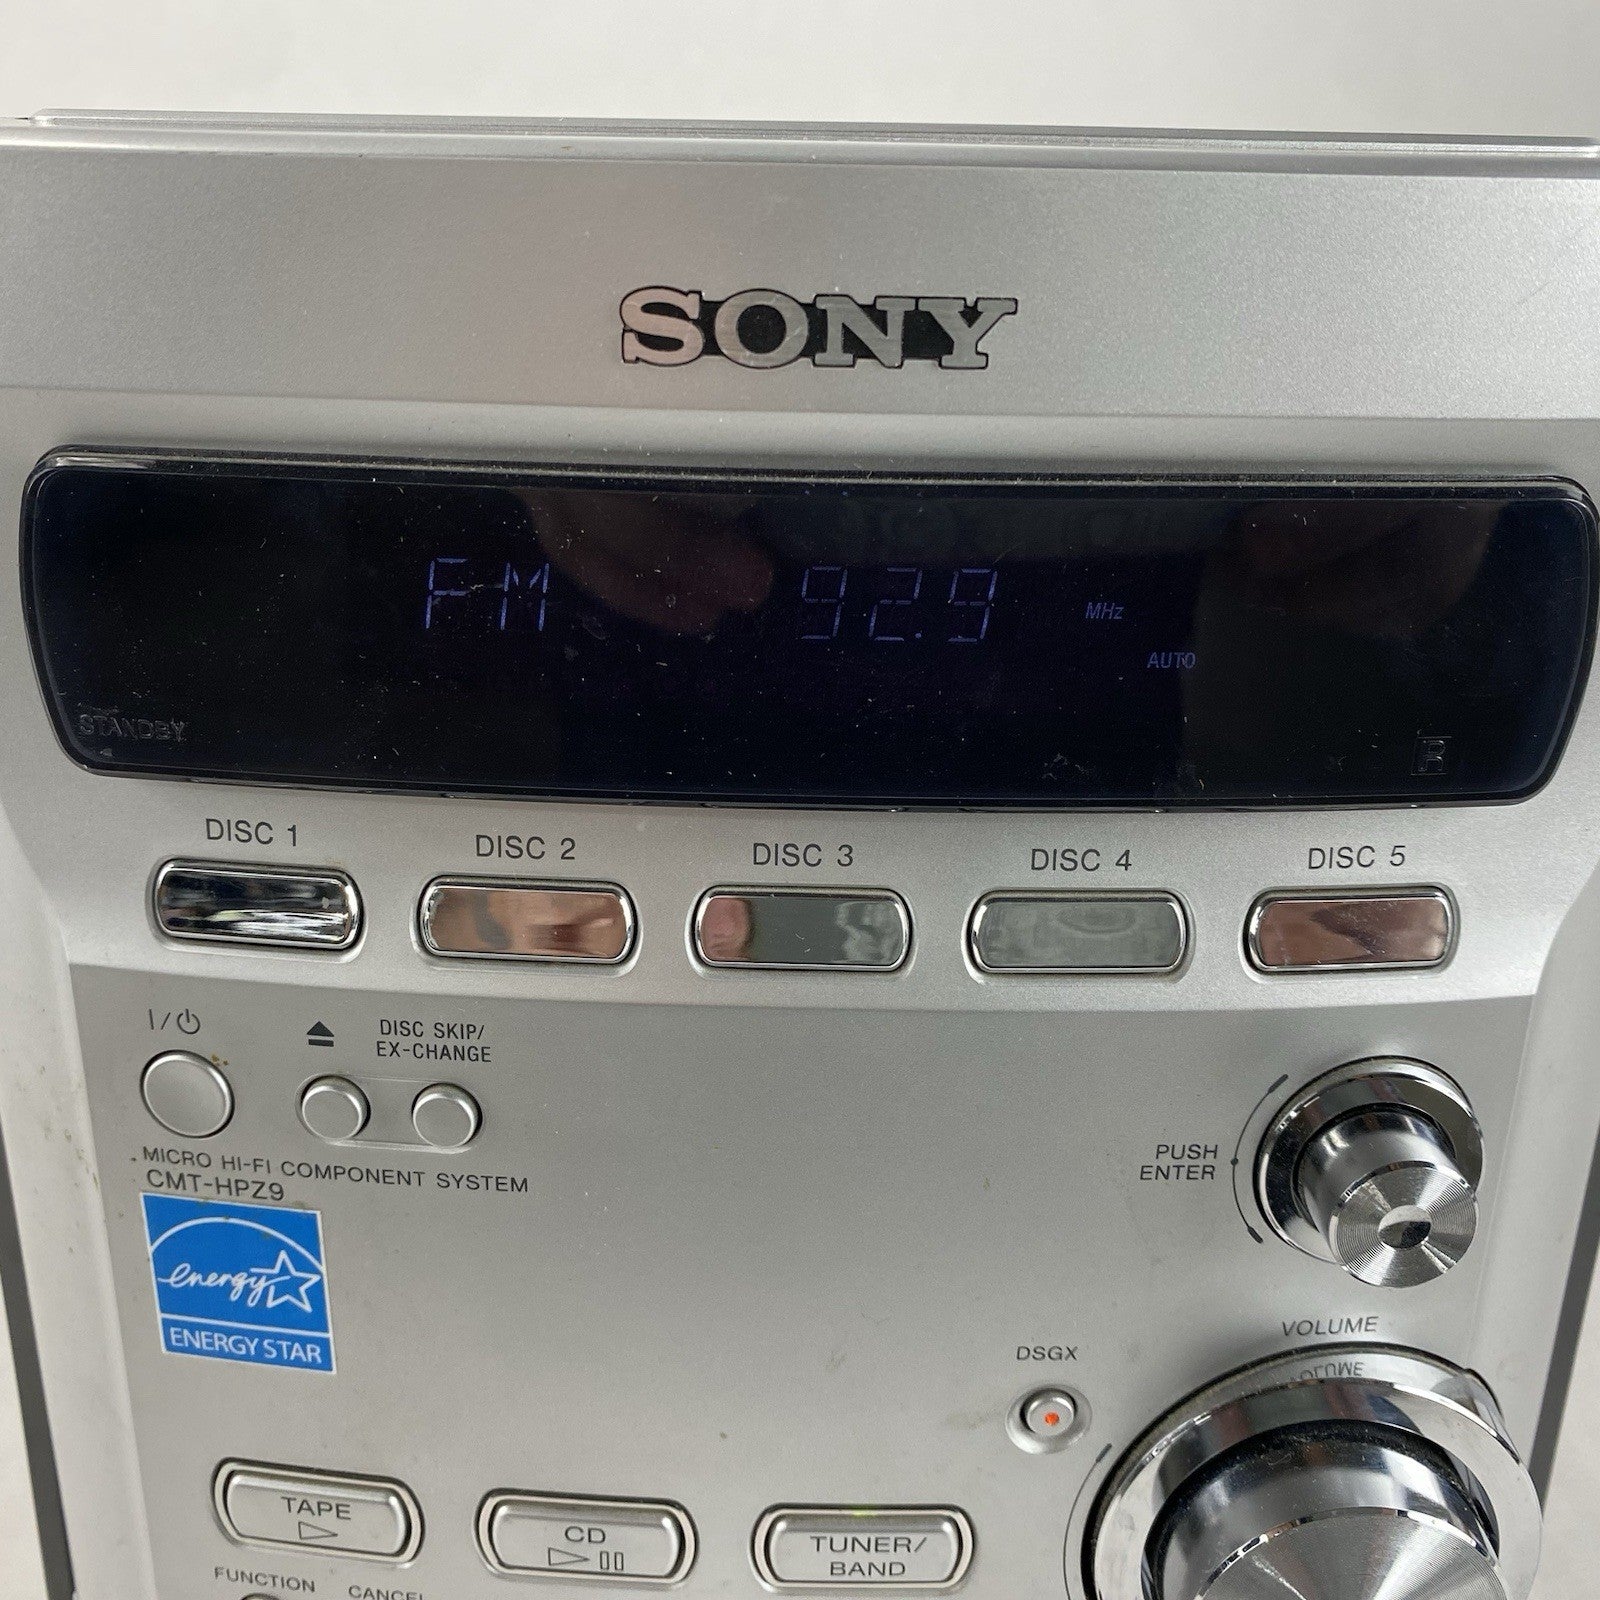 SONY
FM 92.9 MHz
AUTO
STANDBY
R
DISC 1 DISC 2 DISC 3 DISC 4 DISC 5
I/⏻
DISC SKIP/
EX-CHANGE
PUSH
ENTER
MICRO HI-FI COMPONENT SYSTEM
CMT-HPZ9
energy
ENERGY STAR
VOLUME
DSGX
TAPE
CD
TUNER/
BAND
FUNCTION CANCEL